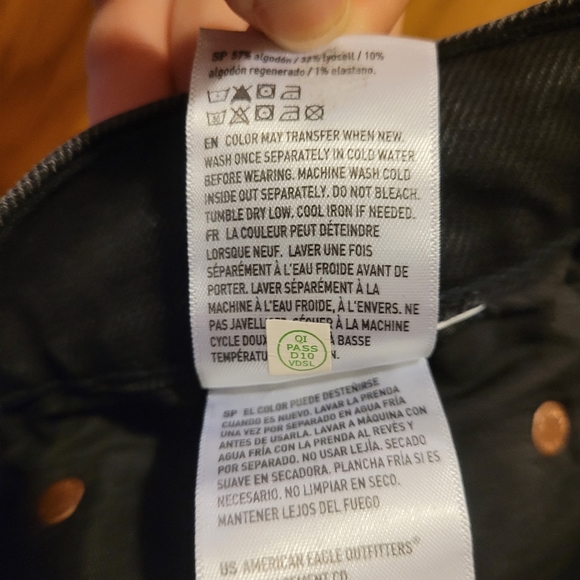 SP 57% algodón / 32% lyocell / 10%
algodón regenerado / 1% elastano.
EN COLOR MAY TRANSFER WHEN NEW.
WASH ONCE SEPARATELY IN COLD WATER
BEFORE WEARING. MACHINE WASH COLD
INSIDE OUT SEPARATELY. DO NOT BLEACH.
TUMBLE DRY LOW. COOL IRON IF NEEDED.
FR LA COULEUR PEUT DÉTEINDRE
LORSQUE NEUF. LAVER UNE FOIS
SÉPARÉMENT À L'EAU FROIDE AVANT DE
PORTER. LAVER SÉPARÉMENT À LA
MACHINE À L'EAU FROIDE, À L'ENVERS. NE
PAS JAVELLI SÉCHER À LA MACHINE
CYCLE DOUX À BASSE
TEMPÉRATU N.
QI
PASS
D10
VDSL
SP EL COLOR PUEDE DESTEÑIRSE
CUANDO ES NUEVO. LAVAR LA PRENDA
UNA VEZ POR SEPARADO EN AGUA FRÍA
ANTES DE USARLA. LAVAR A MÁQUINA CON
AGUA FRÍA CON LA PRENDA AL REVÉS Y
POR SEPARADO. NO USAR LEJÍA. SECADO
SUAVE EN SECADORA. PLANCHA FRÍA SI ES
NECESARIO. NO LIMPIAR EN SECO.
MANTENER LEJOS DEL FUEGO
US AMERICAN EAGLE OUTFITTERS®